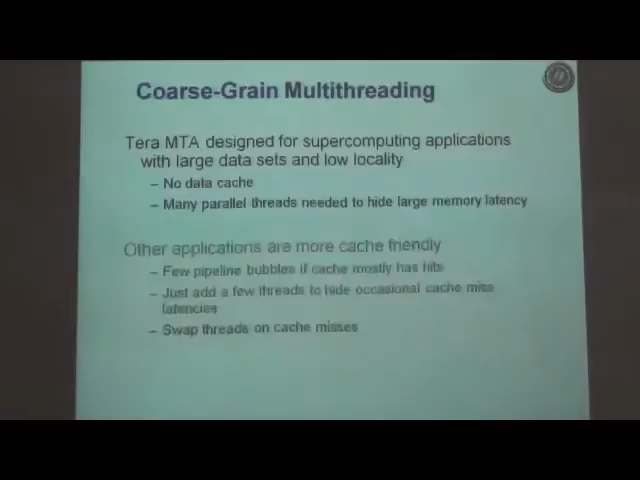 Coarse-Grain Multithreading
Tera MTA designed for supercomputing applications
with large data sets and low locality
– No data cache
– Many parallel threads needed to hide large memory latency
Other applications are more cache friendly
– Few pipeline bubbles if cache mostly has hits
– Just add a few threads to hide occasional cache miss
latencies
– Swap threads on cache misses